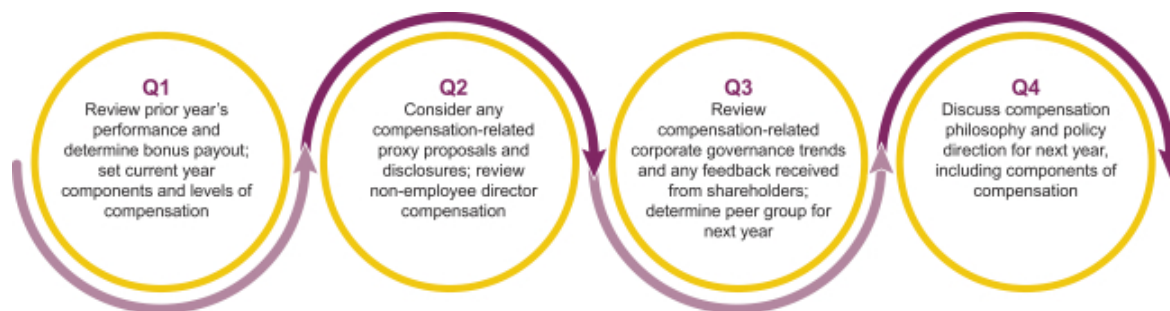 Q1
Review prior year's
performance and
determine bonus payout;
set current year
components and levels of
compensation
Q2
Consider any
compensation-related
proxy proposals and
disclosures; review
non-employee director
compensation
Q3
Review
compensation-related
corporate governance trends
and any feedback received
from shareholders;
determine peer group for
next year
Q4
Discuss compensation
philosophy and policy
direction for next year,
including components of
compensation